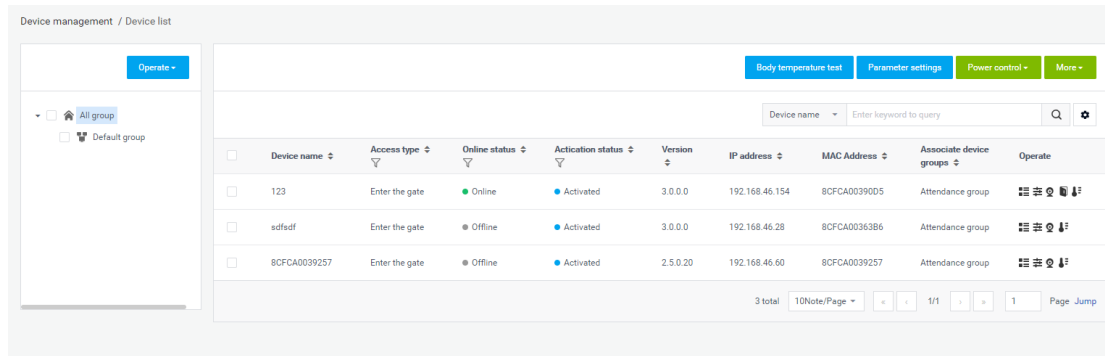 Device management / Device list
Operate
Body temperature test Parameter settings Power control More
All group
Default group
Device name Enter keyword to query
Device name Access type Online status Actication status Version IP address MAC Address Associate device groups Operate
123 Enter the gate Online Activated 3.0.0.0 192.168.46.154 8CFCA00390D5 Attendance group
sdfsdf Enter the gate Offline Activated 3.0.0.0 192.168.46.28 8CFCA00363B6 Attendance group
8CFCA0039257 Enter the gate Offline Activated 2.5.0.20 192.168.46.60 8CFCA0039257 Attendance group
3 total 10Note/Page « ‹ 1/1 › » 1 Page Jump